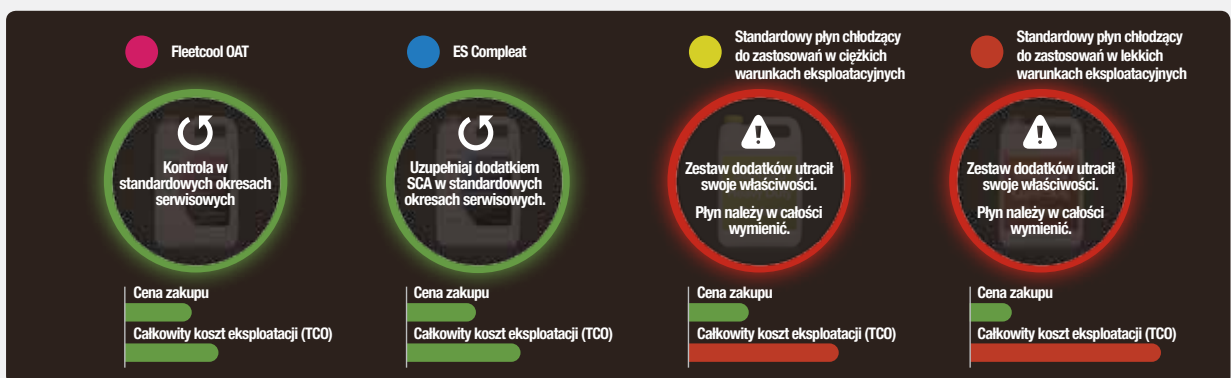 Fleetcool OAT
Kontrola w
standardowych okresach
serwisowych
Cena zakupu
Całkowity koszt eksploatacji (TCO)
ES Compleat
Uzupełniaj dodatkiem
SCA w standardowych
okresach serwisowych.
Cena zakupu
Całkowity koszt eksploatacji (TCO)
Standardowy płyn chłodzący
do zastosowań w ciężkich
warunkach eksploatacyjnych
Zestaw dodatków utracił
swoje właściwości.
Płyn należy w całości
wymienić.
Cena zakupu
Całkowity koszt eksploatacji (TCO)
Standardowy płyn chłodzący
do zastosowań w lekkich
warunkach eksploatacyjnych
Zestaw dodatków utracił
swoje właściwości.
Płyn należy w całości
wymienić.
Cena zakupu
Całkowity koszt eksploatacji (TCO)